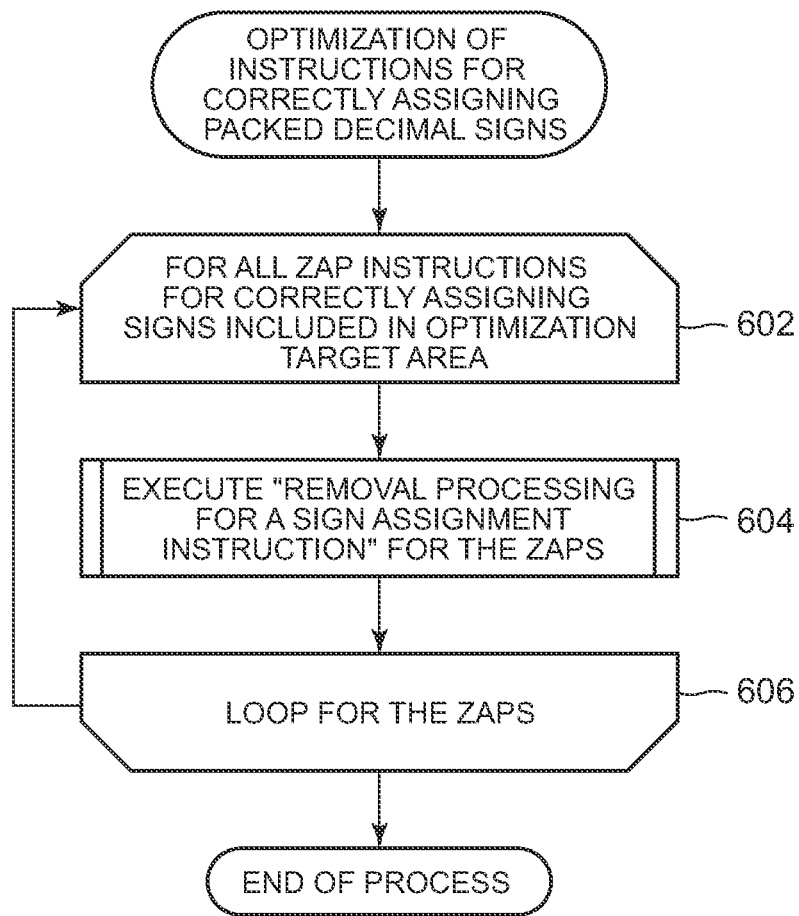 OPTIMIZATION OF
INSTRUCTIONS FOR
CORRECTLY ASSIGNING
PACKED DECIMAL SIGNS
FOR ALL ZAP INSTRUCTIONS
FOR CORRECTLY ASSIGNING
SIGNS INCLUDED IN OPTIMIZATION
TARGET AREA
602
EXECUTE "REMOVAL PROCESSING
FOR A SIGN ASSIGNMENT
INSTRUCTION" FOR THE ZAPS
604
LOOP FOR THE ZAPS
606
END OF PROCESS